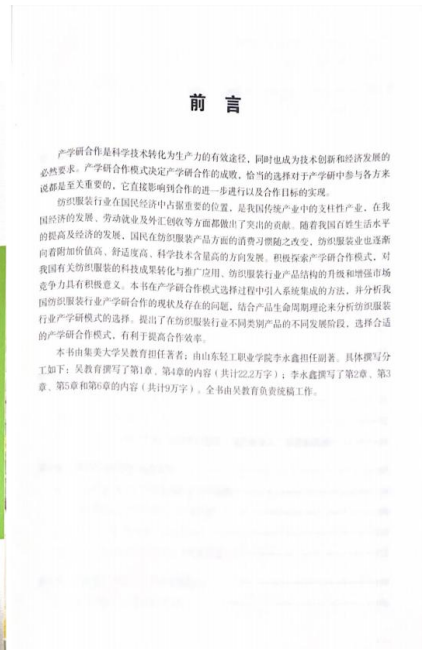 前 言
产学研合作是科学技术转化为生产力的有效途径，同时也成为技术创新和经济发展的
必然要求。产学研合作模式决定产学研合作的成败，恰当的选择对于产学研中参与各方来
说都是至关重要的，它直接影响到合作的进一步进行以及合作目标的实现。
纺织服装行业在国民经济中占据重要的位置，是我国传统产业中的支柱性产业，在我
国经济的发展、劳动就业及外汇创收等方面都做出了突出的贡献。随着我国百姓生活水平
的提高及经济的发展，国民在纺织服装产品方面的消费习惯随之改变，纺织服装业也逐渐
向着附加价值高、舒适度高、科学技术含量高的方向发展。积极探索产学研合作模式，对
我国有关纺织服装的科技成果转化与推广应用、纺织服装行业产品结构的升级和增强市场
竞争力具有积极意义。本书在产学研合作模式选择过程中引入系统集成的方法，并分析我
国纺织服装行业产学研合作的现状及存在的问题，结合产品生命周期理论来分析纺织服装
行业产学研模式的选择。提出了在纺织服装行业不同类别产品的不同发展阶段，选择合适
的产学研合作模式，有利于提高合作效率。
本书由集美大学吴教育担任著者；由山东轻工职业学院李永鑫担任副著。具体撰写分
工如下：吴教育撰写了第1章、第4章的内容（共计22.2万字）；李永鑫撰写了第2章、第3
章、第5章和第6章的内容（共计9万字）。全书由吴教育负责统稿工作。